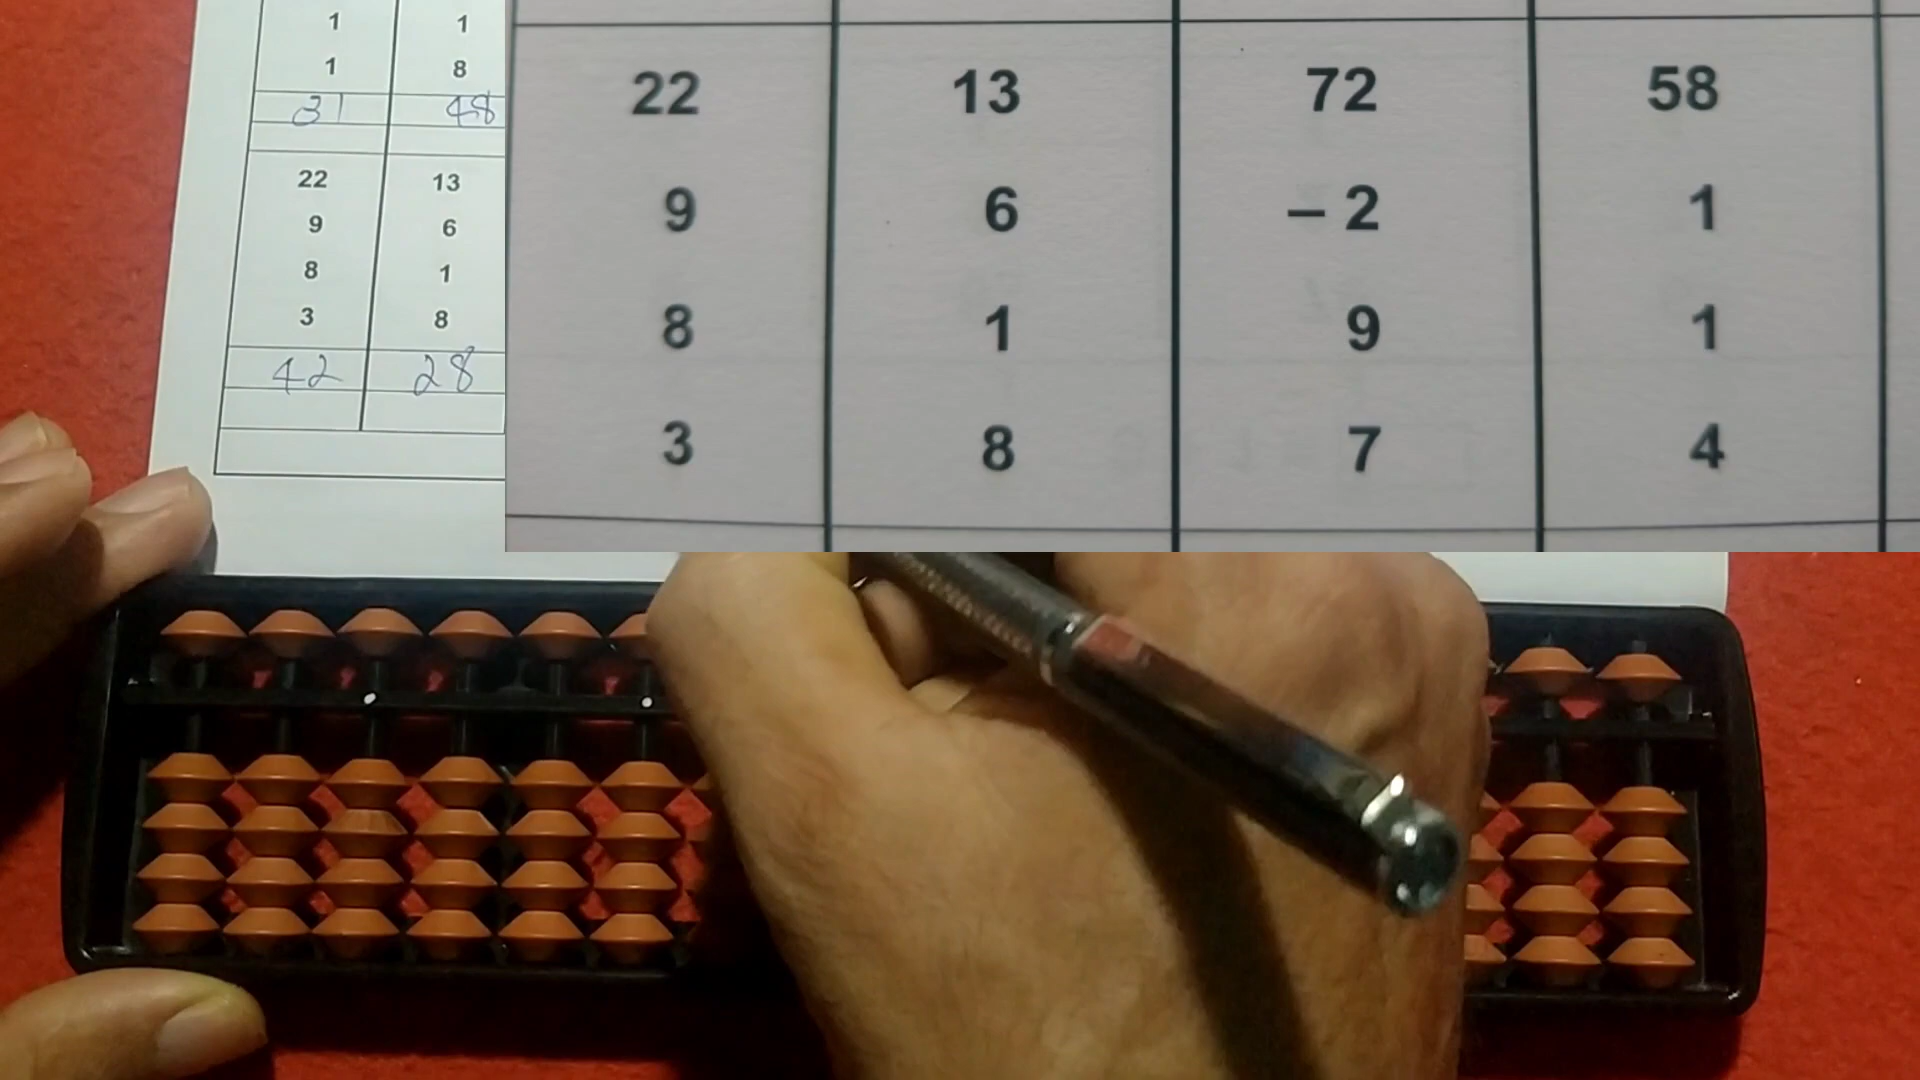 1 1
1 8
31 48
22 13
9 6
8 1
3 8
42 28
22 13 72 58
9 6 – 2 1
8 1 9 1
3 8 7 4